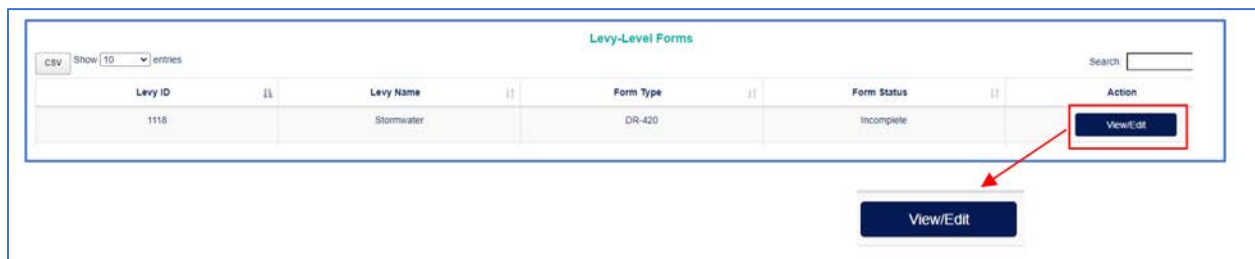 Levy-Level Forms
CSV Show 10 entries Search:
Levy ID Levy Name Form Type Form Status Action
1118 Stormwater DR-420 Incomplete View/Edit
View/Edit